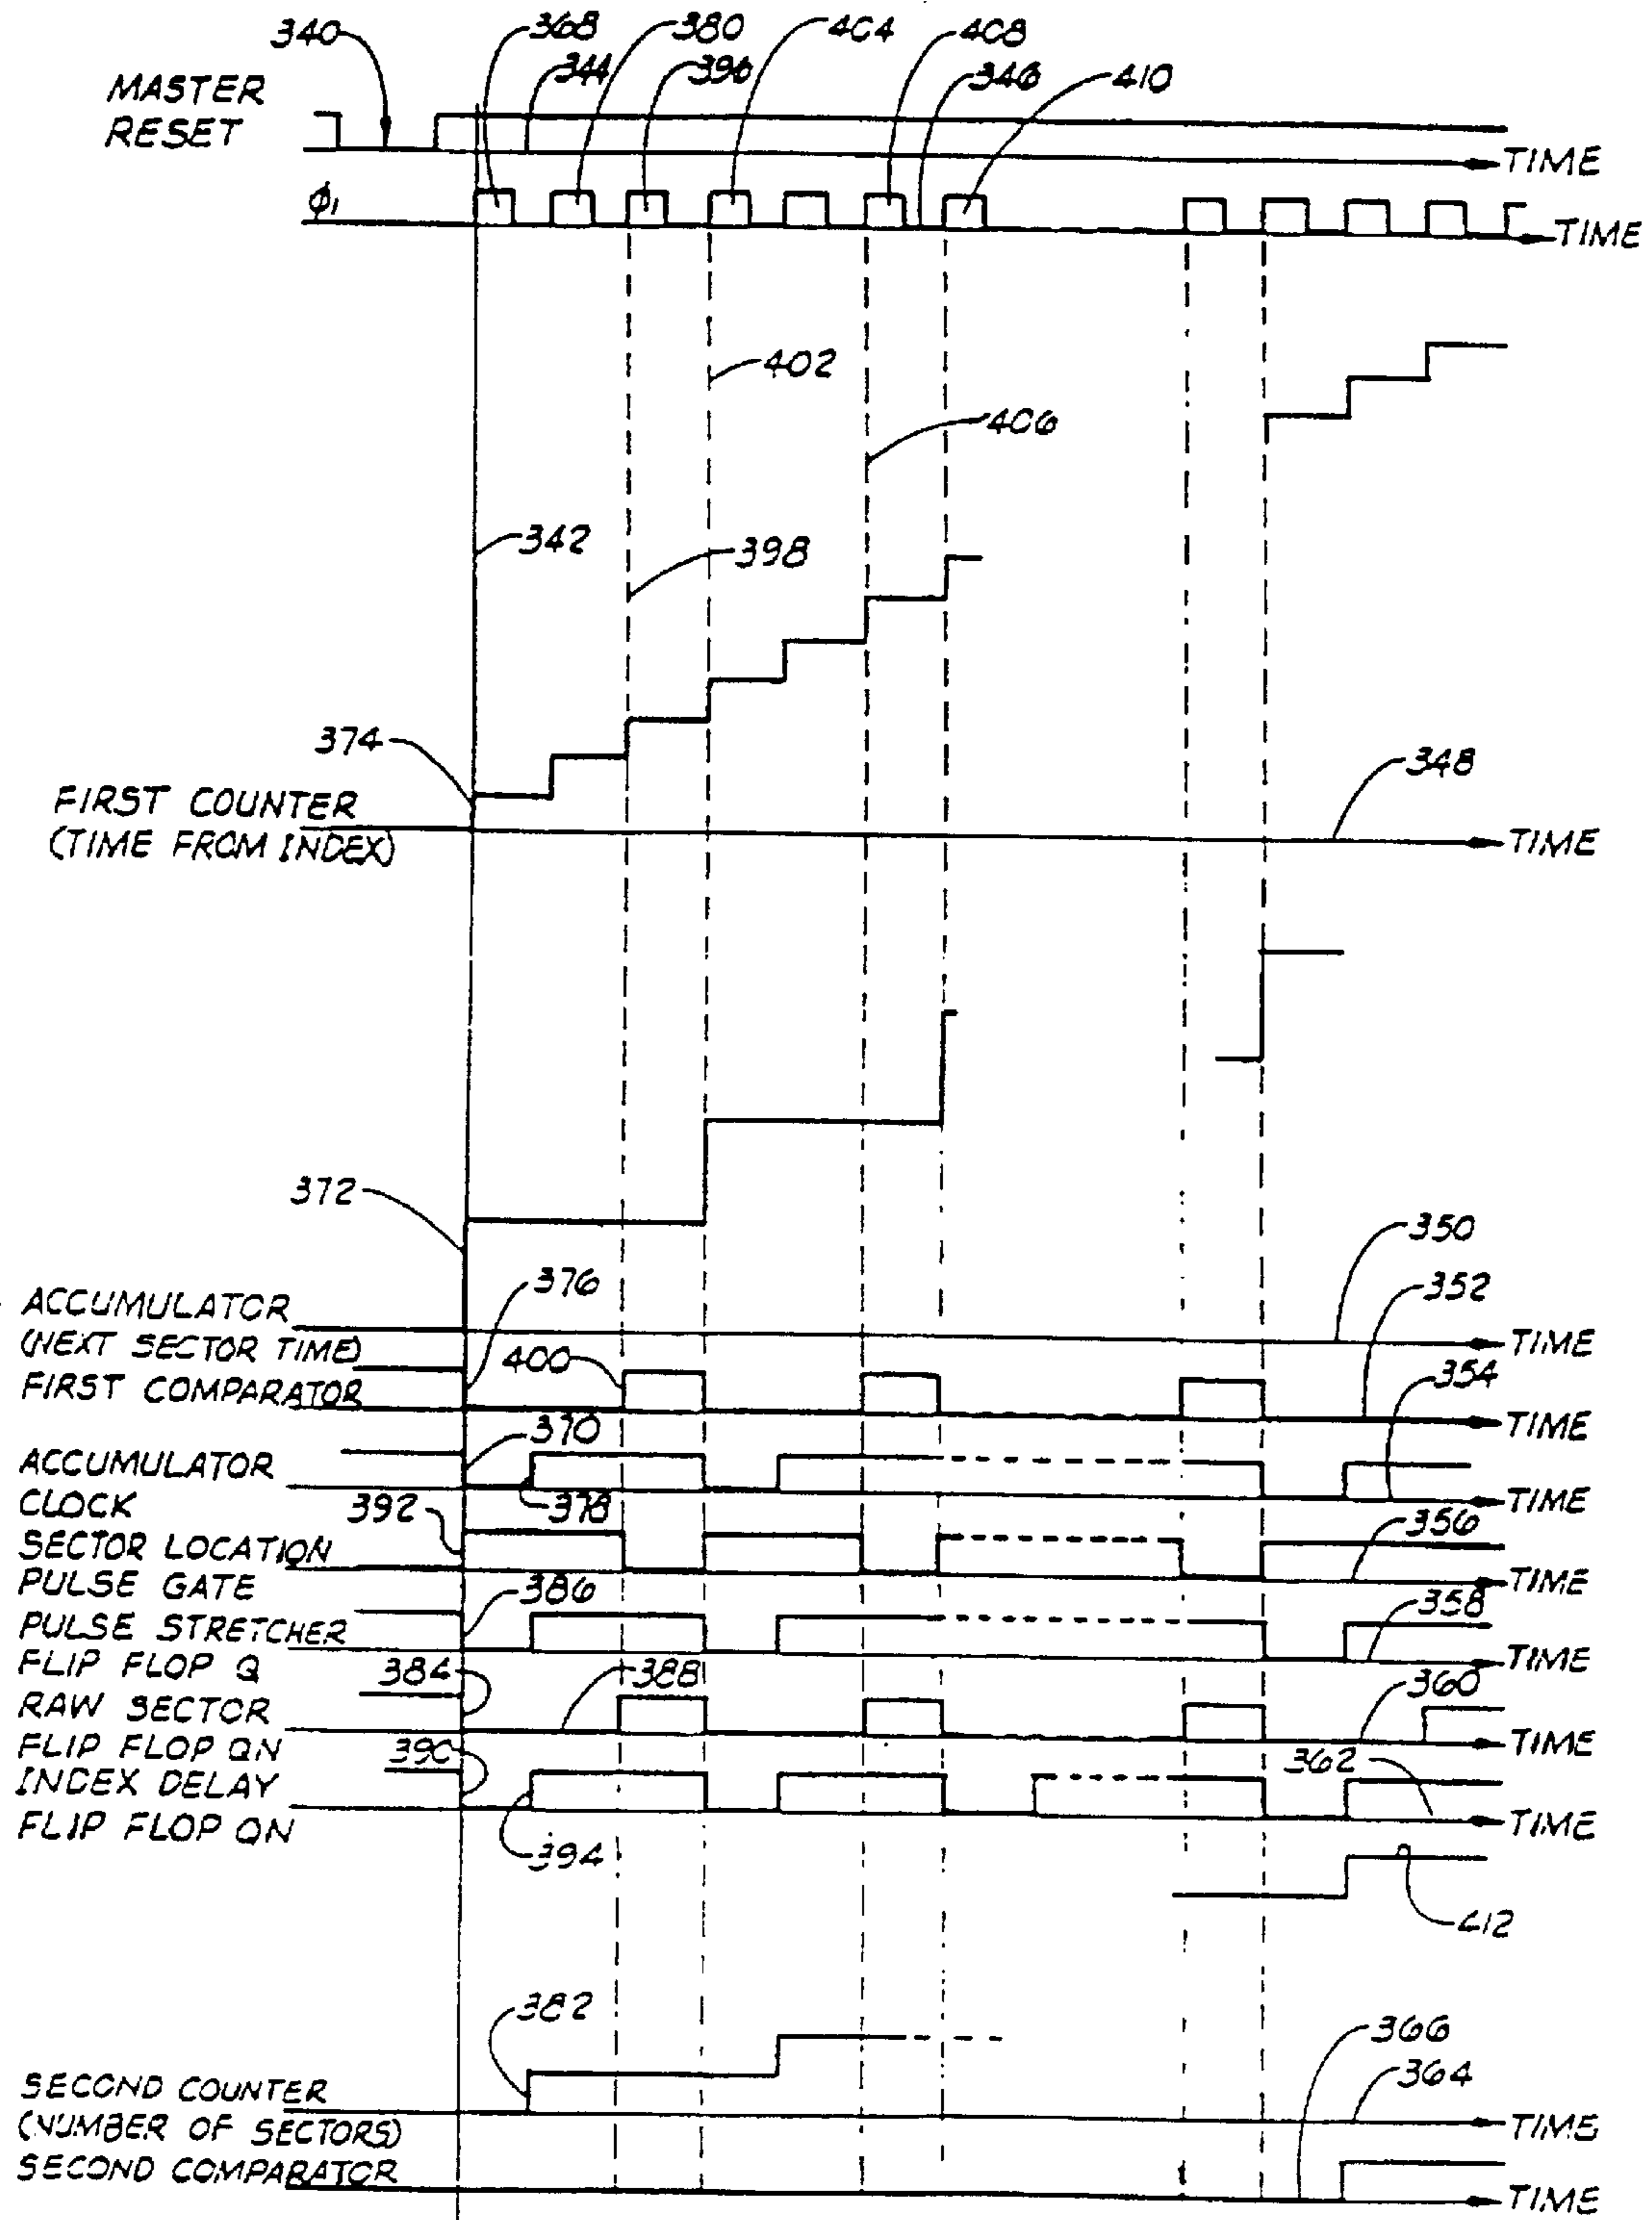 340
368
380
404
408
344
396
346
410
MASTER
RESET
TIME
φ1
TIME
402
406
342
398
374
348
FIRST COUNTER
(TIME FROM INDEX)
TIME
372
350
376
352
ACCUMULATOR
(NEXT SECTOR TIME)
TIME
400
354
FIRST COMPARATOR
TIME
370
ACCUMULATOR
CLOCK
378
TIME
392
356
SECTOR LOCATION
PULSE GATE
TIME
386
358
PULSE STRETCHER
FLIP FLOP Q
TIME
384
388
360
RAW SECTOR
FLIP FLOP QN
TIME
390
362
INDEX DELAY
FLIP FLOP QN
TIME
394
412
382
366
364
SECOND COUNTER
(NUMBER OF SECTORS)
TIME
SECOND COMPARATOR
TIME